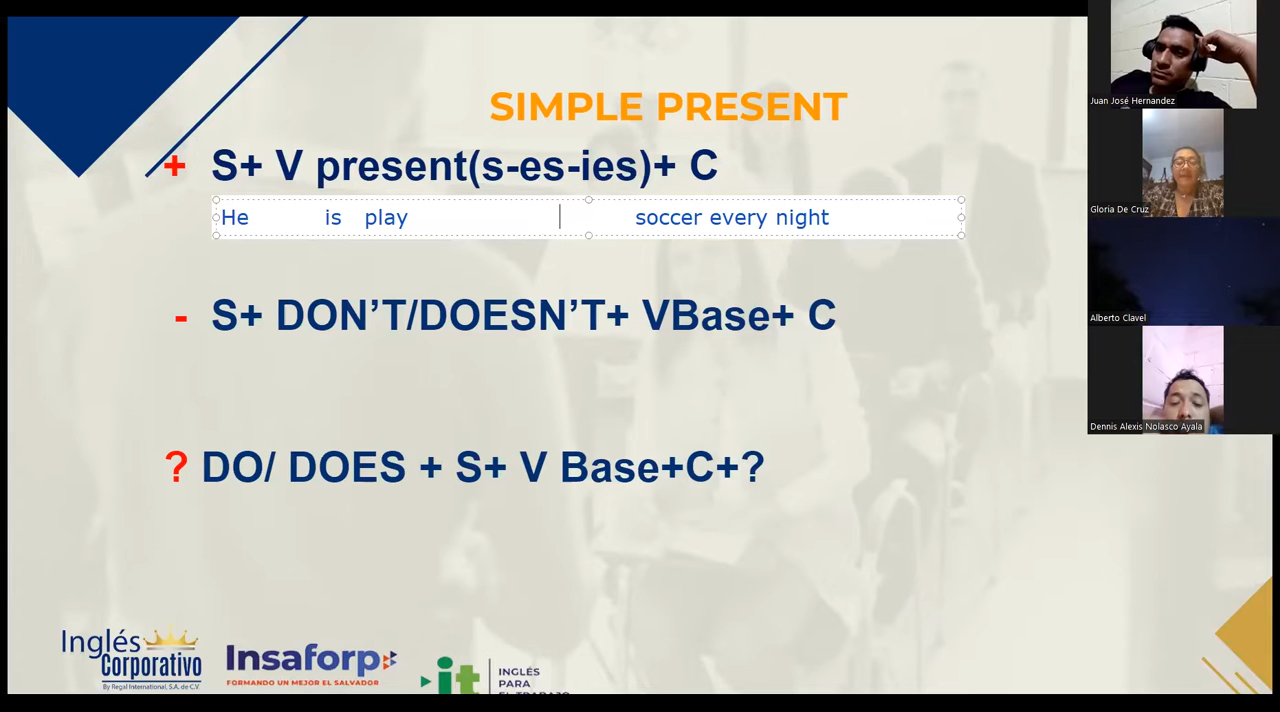 SIMPLE PRESENT
+ S+ V present(s-es-ies)+ C
He is play soccer every night
- S+ DON'T/DOESN'T+ VBase+ C
? DO/ DOES + S+ V Base+C+?
Inglés
Corporativo
By Regal International, S.A. de C.V.
Insaforp
FORMANDO UN MEJOR EL SALVADOR
it
INGLÉS
PARA
EL TRABAJO
Juan José Hernandez
Gloria De Cruz
Alberto Clavel
Dennis Alexis Nolasco Ayala